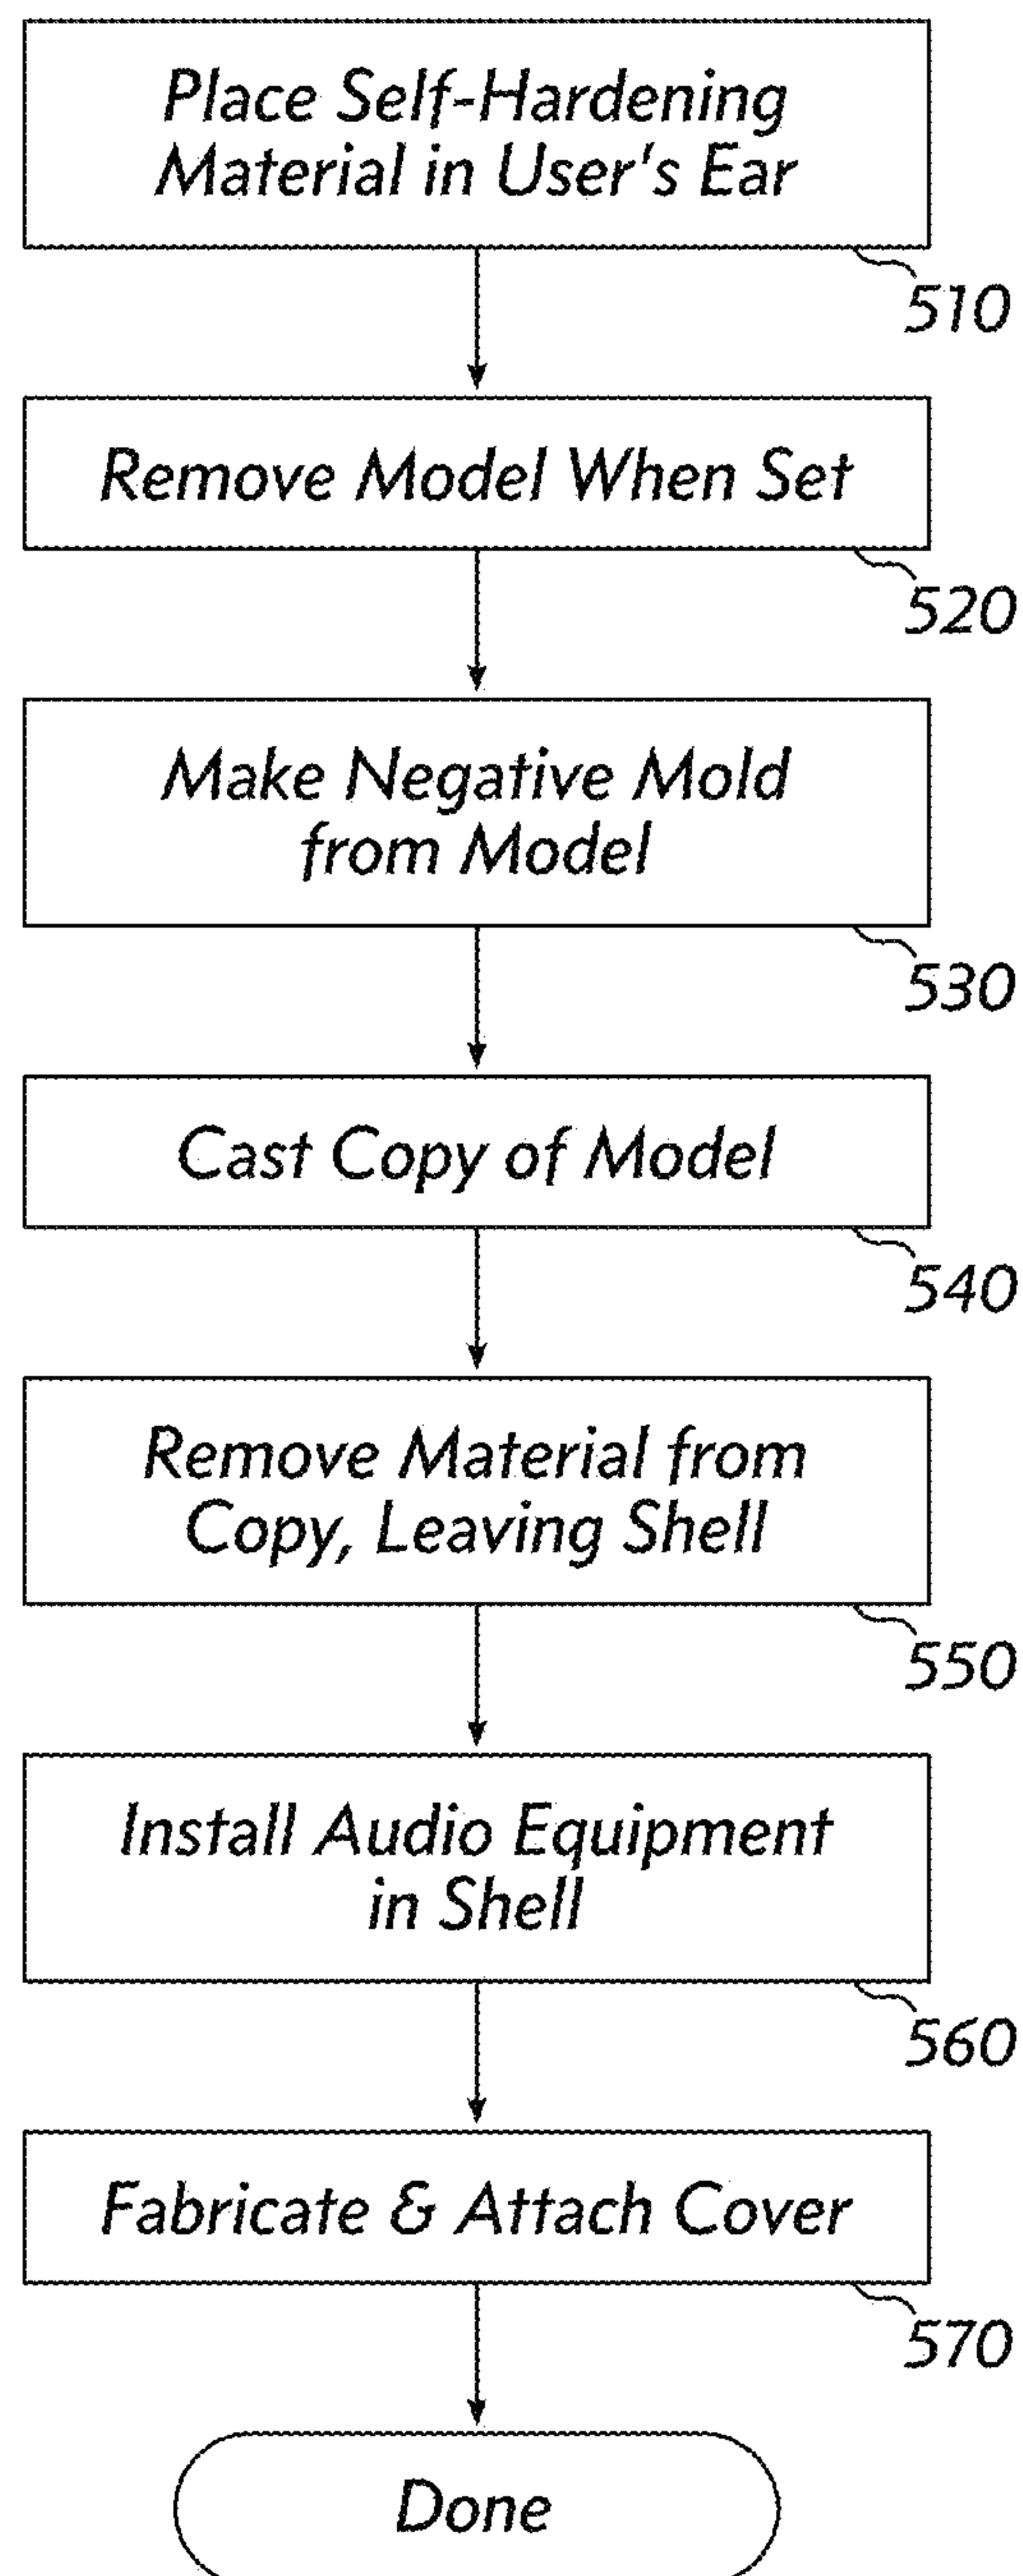 Place Self-Hardening
Material in User's Ear
510
Remove Model When Set
520
Make Negative Mold
from Model
530
Cast Copy of Model
540
Remove Material from
Copy, Leaving Shell
550
Install Audio Equipment
in Shell
560
Fabricate & Attach Cover
570
Done